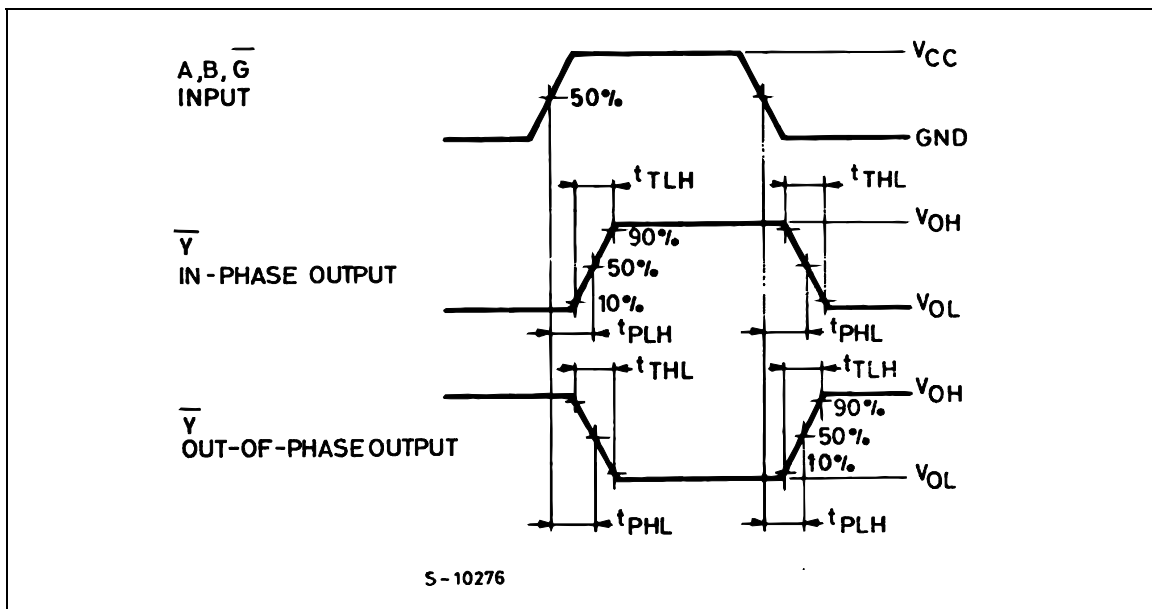 A, B, G̅
INPUT
50%
VCC
GND
tTLH
tTHL
Y̅
IN-PHASE OUTPUT
90%
50%
10%
VOH
VOL
tPLH
tPHL
tTHL
tTLH
Y̅
OUT-OF-PHASE OUTPUT
VOH
90%
50%
10%
VOL
tPHL
tPLH
S-10276